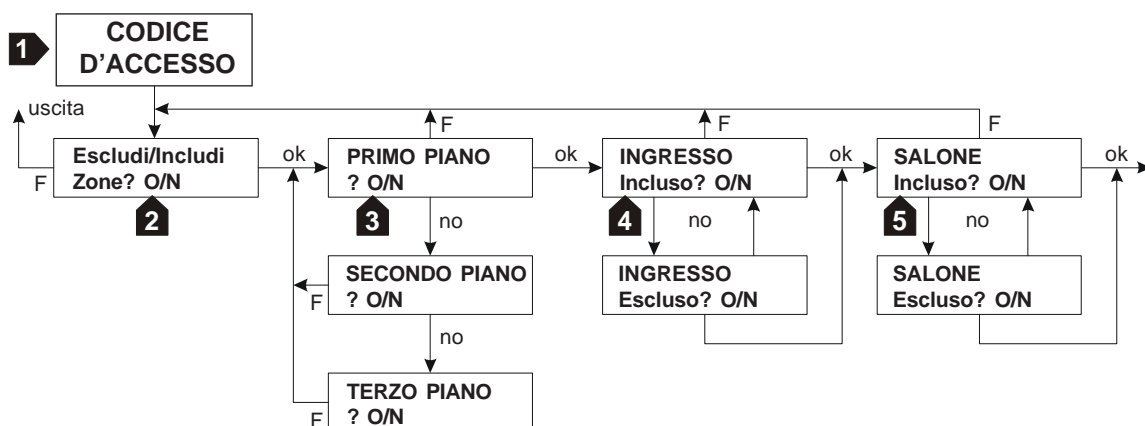 1
CODICE
D'ACCESSO
uscita
F
Escludi/Includi
Zone? O/N
2
ok
F
PRIMO PIANO
? O/N
3
ok
F
INGRESSO
Incluso? O/N
4
ok
F
SALONE
Incluso? O/N
5
ok
no
F
SECONDO PIANO
? O/N
no
INGRESSO
Escluso? O/N
no
SALONE
Escluso? O/N
no
F
TERZO PIANO
? O/N